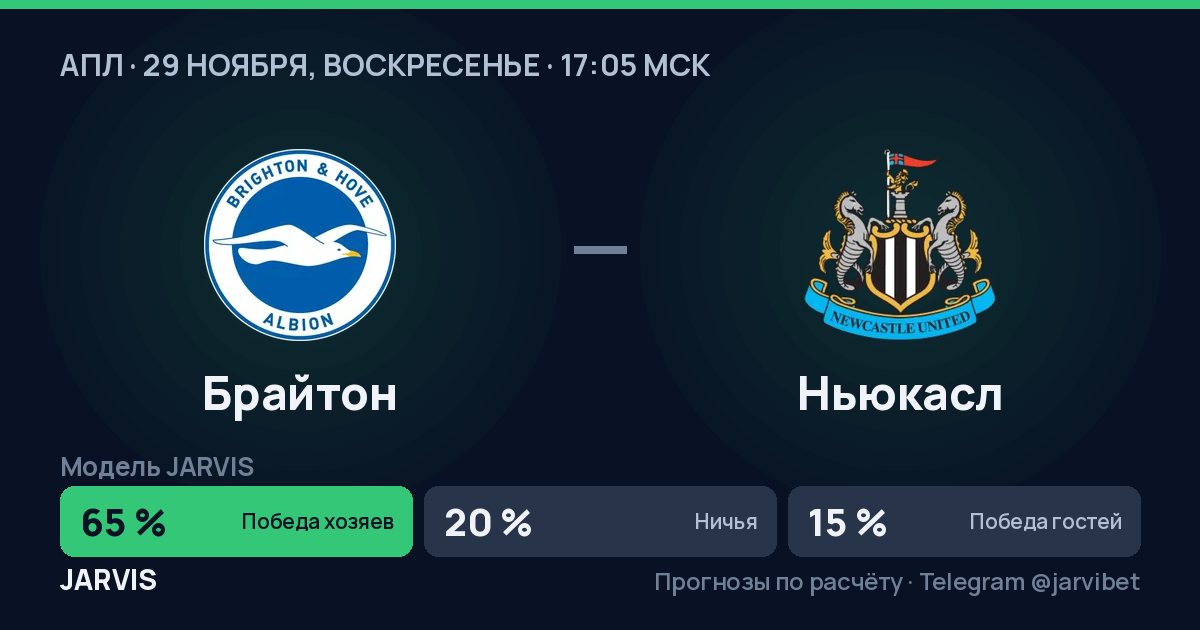 АПЛ · 29 НОЯБРЯ, ВОСКРЕСЕНЬЕ · 17:05 МСК
BRIGHTON & HOVE
ALBION
NEWCASTLE UNITED
—
Брайтон
Ньюкасл
Модель JARVIS
65 % Победа хозяев
20 % Ничья
15 % Победа гостей
JARVIS
Прогнозы по расчёту · Telegram @jarvibet